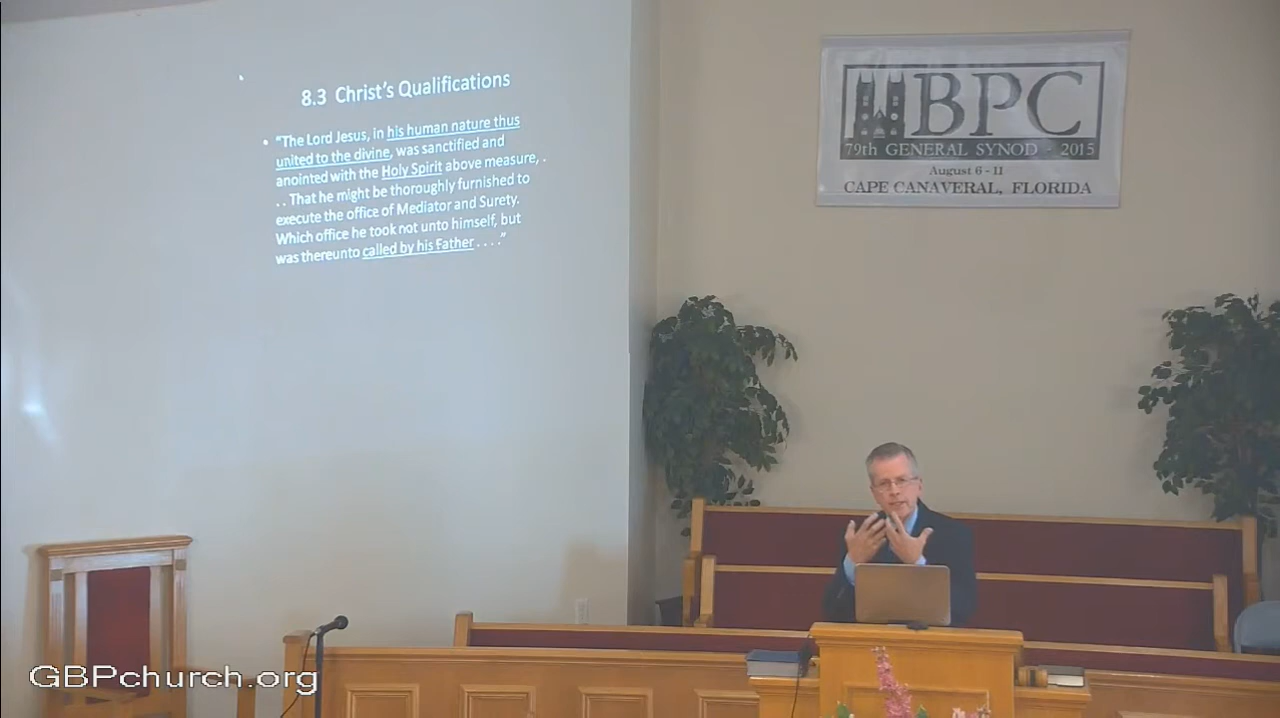 8.3 Christ's Qualifications
• "The Lord Jesus, in his human nature thus
united to the divine, was sanctified and
anointed with the Holy Spirit above measure, .
. . That he might be thoroughly furnished to
execute the office of Mediator and Surety.
Which office he took not unto himself, but
was thereunto called by his Father . . . ."
BPC
79th GENERAL SYNOD - 2015
August 6 - 11
CAPE CANAVERAL, FLORIDA
GBPchurch.org